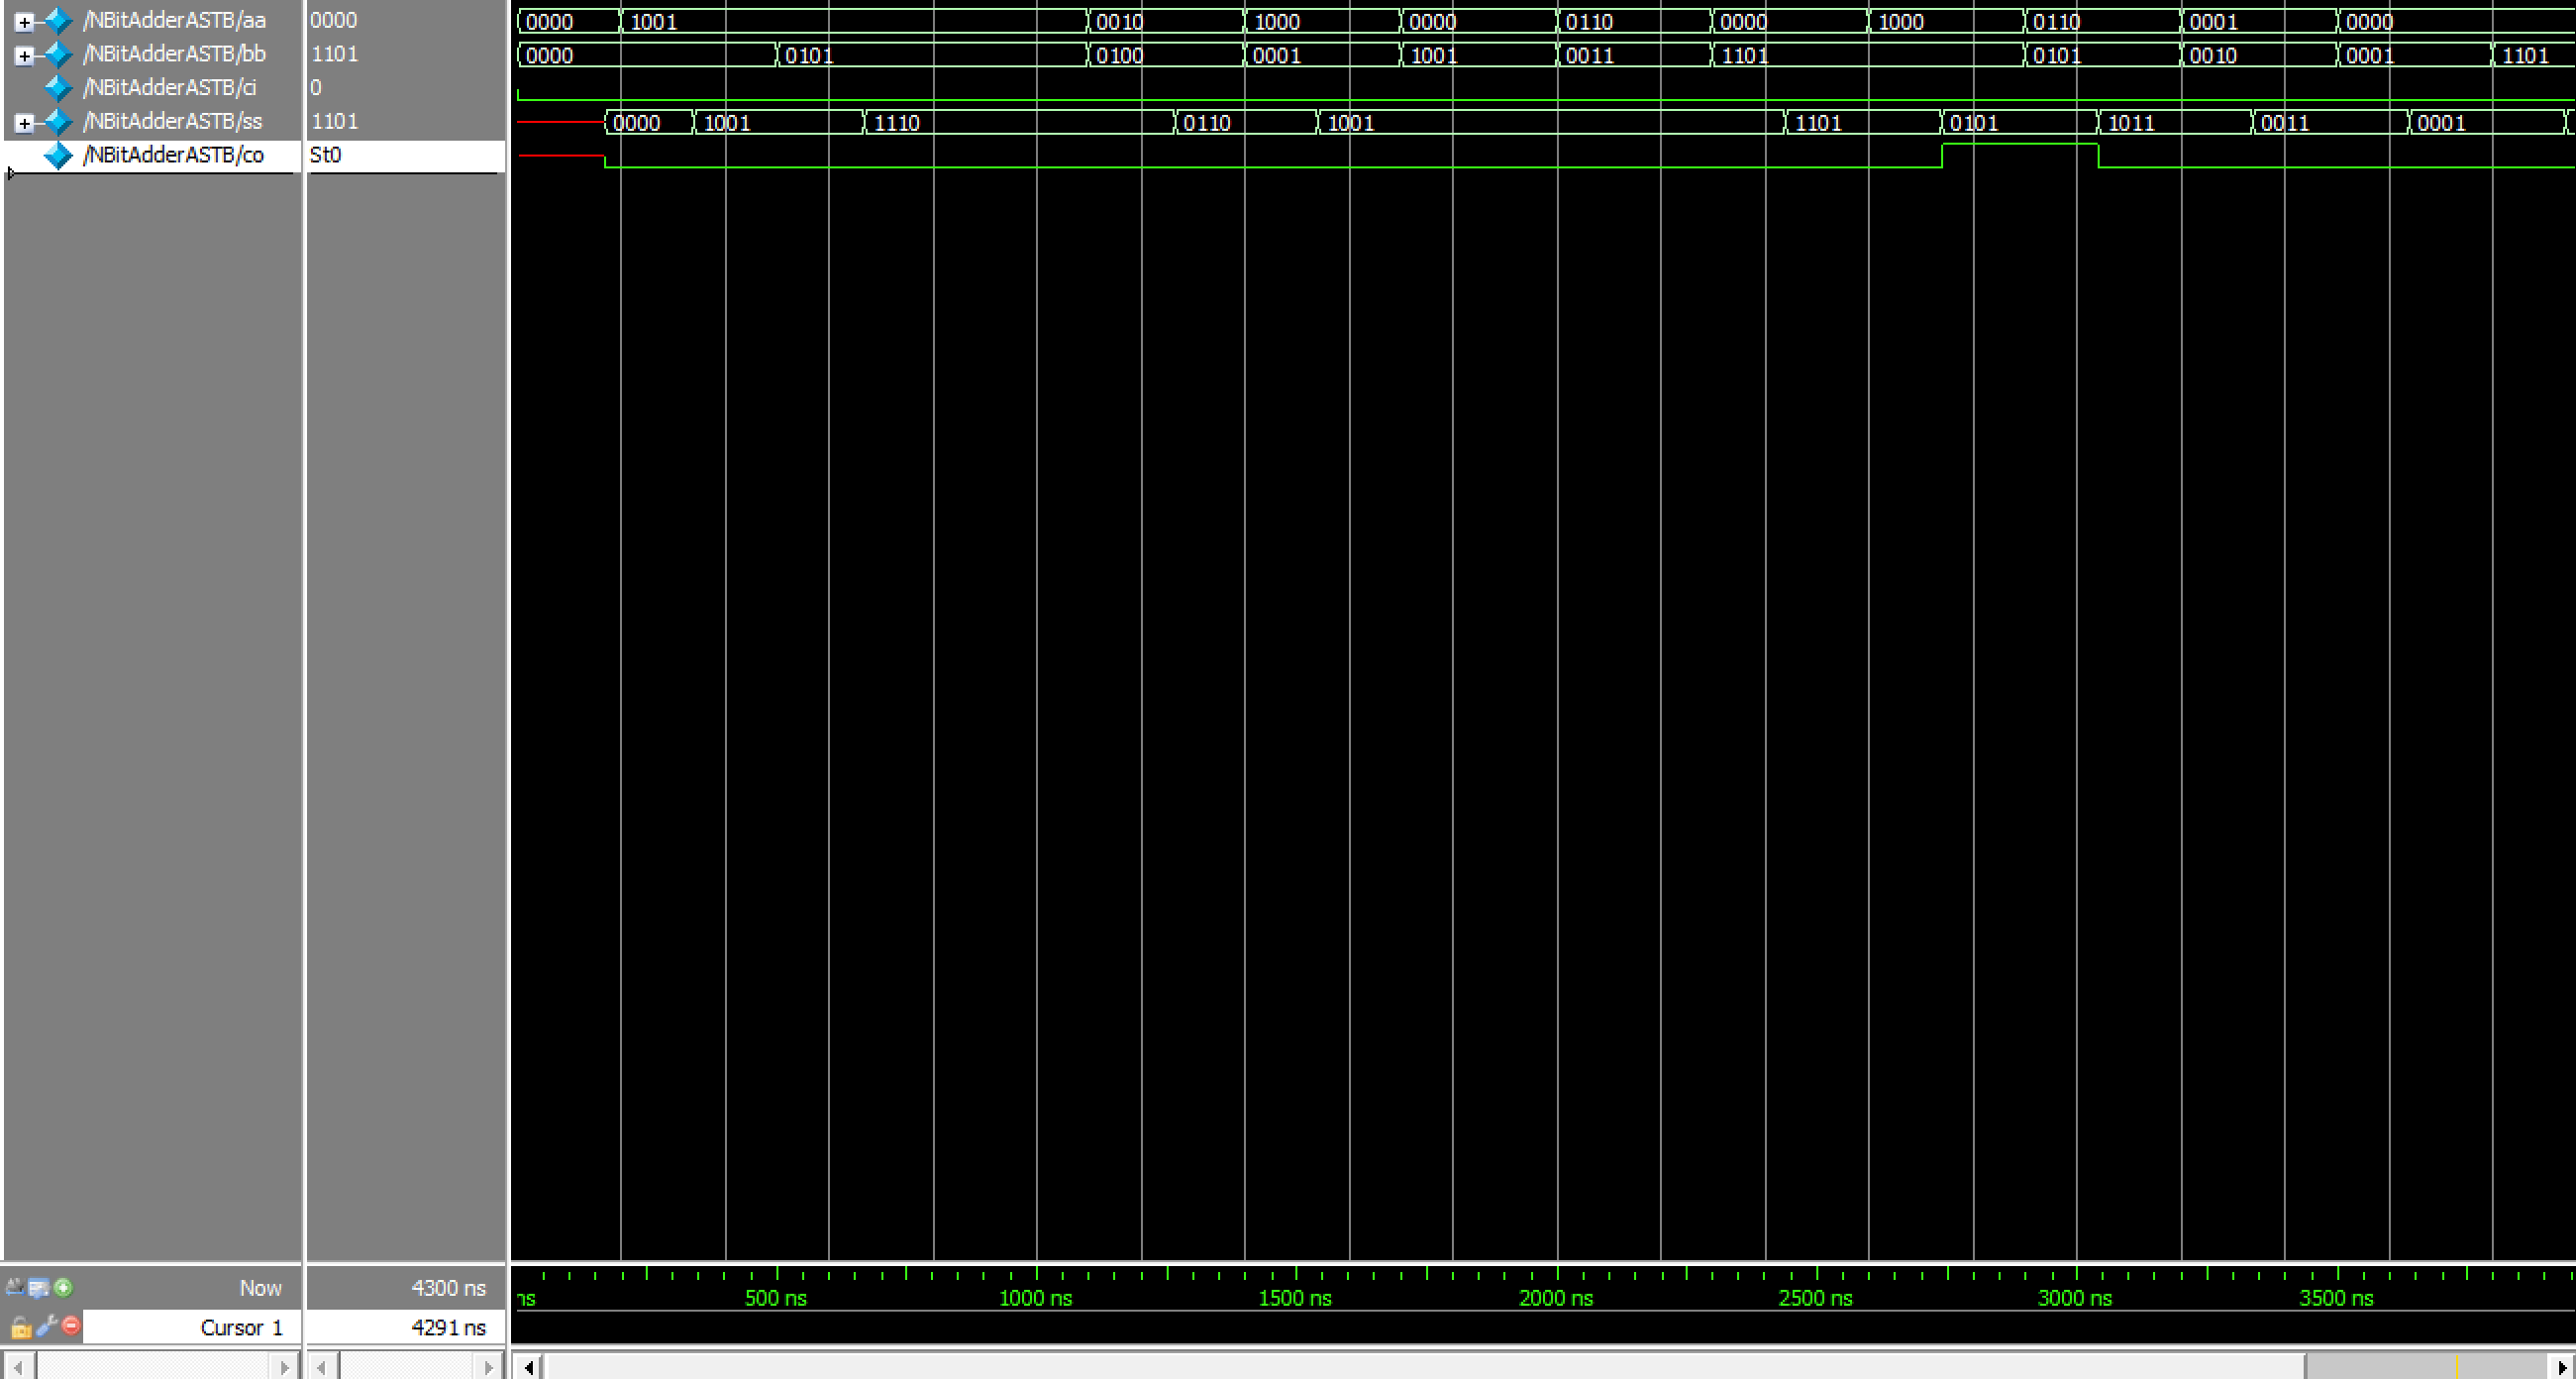 /NBitAdderASTB/aa 0000 0000 1001 0010 1000 0000 0110 0000 1000 0110 0001 0000
/NBitAdderASTB/bb 1101 0000 0101 0100 0001 1001 0011 1101 0101 0010 0001 1101
/NBitAdderASTB/ci 0
/NBitAdderASTB/ss 1101 0000 1001 1110 0110 1001 1101 0101 1011 0011 0001
/NBitAdderASTB/co St0
Now 4300 ns
ns 500 ns 1000 ns 1500 ns 2000 ns 2500 ns 3000 ns 3500 ns
Cursor 1 4291 ns